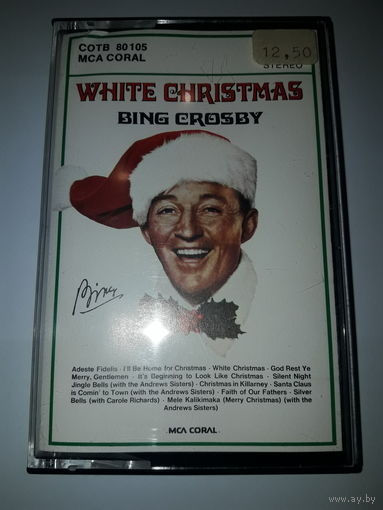 COTB 80105
MCA CORAL
12,50
STEREO
WHITE CHRISTMAS
BING CROSBY
Bing
Adeste Fidelis · I'll Be Home for Christmas · White Christmas · God Rest Ye
Merry, Gentlemen · It's Beginning to Look Like Christmas · Silent Night
Jingle Bells (with the Andrews Sisters) · Christmas in Killarney · Santa Claus
is Comin' to Town (with the Andrews Sisters) · Faith of Our Fathers · Silver
Bells (with Carole Richards) · Mele Kalikimaka (Merry Christmas) (with the
Andrews Sisters)
MCA CORAL
www.ay.by